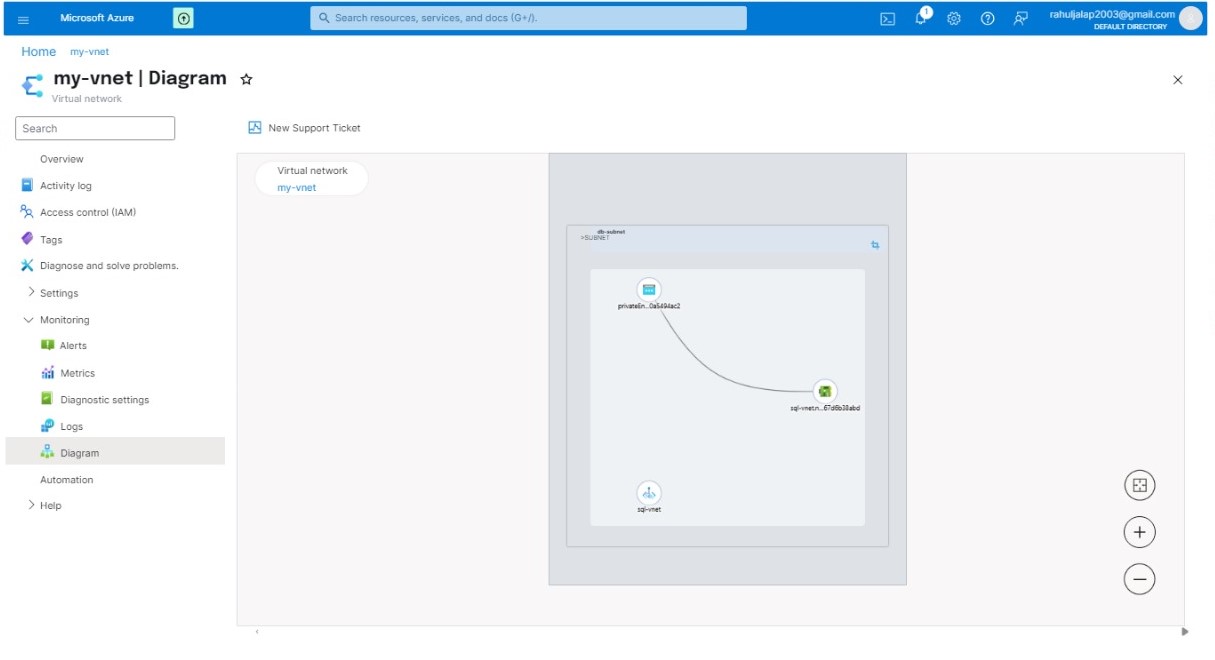 Microsoft Azure
Search resources, services, and docs (G+/).
1
rahuljalap2003@gmail.com
DEFAULT DIRECTORY
Home my-vnet
my-vnet | Diagram
Virtual network
Search
New Support Ticket
Overview
Activity log
Access control (IAM)
Tags
Diagnose and solve problems.
Settings
Monitoring
Alerts
Metrics
Diagnostic settings
Logs
Diagram
Automation
Help
Virtual network
my-vnet
db-subnet
>SUBNET
privateEn...0a5494ac2
sql-vnet.n...67d6b38abd
sql-vnet